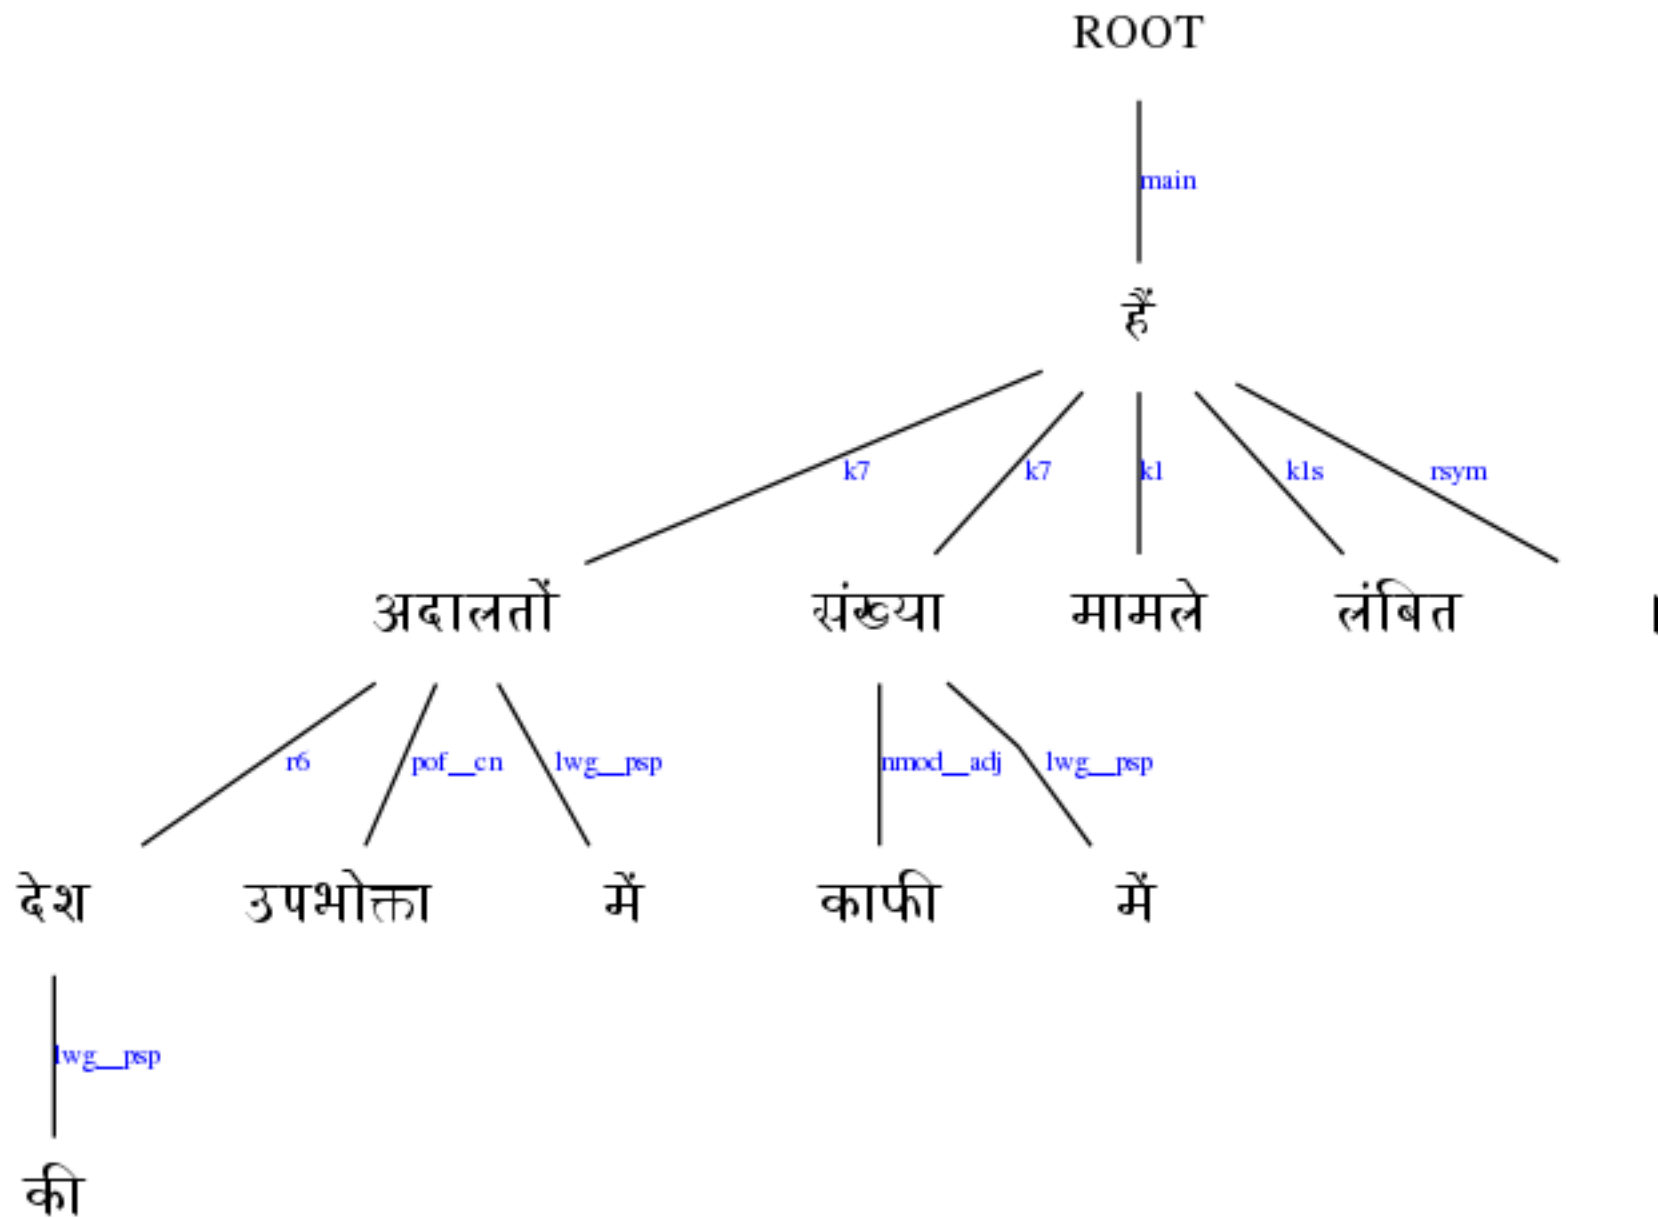 ROOT
main
हैं
k7 k7 k1 k1s rsym
अदालतों संख्या मामले लंबित ।
r6 pof__cn lwg__psp nmod__adj lwg__psp
देश उपभोक्ता में काफी में
lwg__psp
की